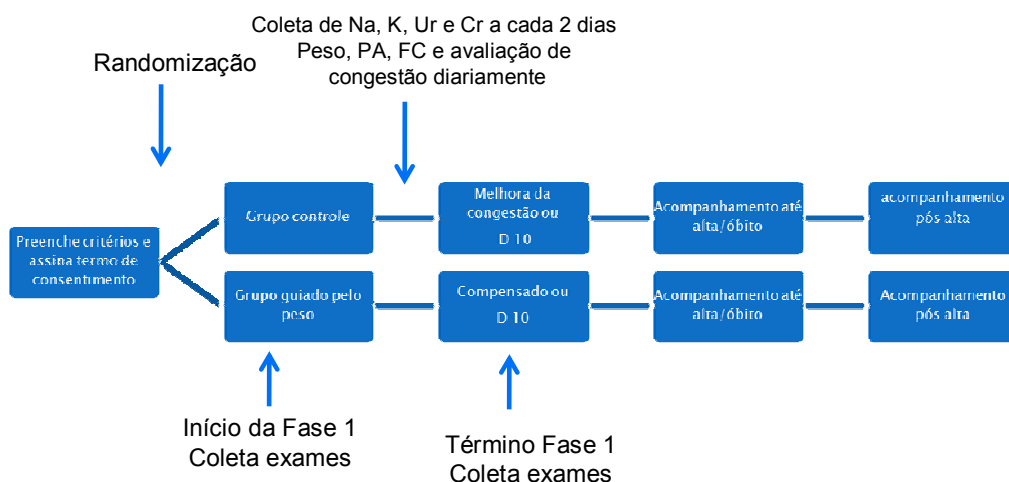 Coleta de Na, K, Ur e Cr a cada 2 dias
Peso, PA, FC e avaliação de
congestão diariamente
Randomização
Preenche critérios e
assina termo de
consentimento
Grupo controle
Melhora da
congestão ou
D 10
Acompanhamento até
alta/óbito
acompanhamento
pós alta
Grupo guiado pelo
peso
Compensado ou
D 10
Acompanhamento até
alta/óbito
Acompanhamento
pós alta
Início da Fase 1
Coleta exames
Término Fase 1
Coleta exames